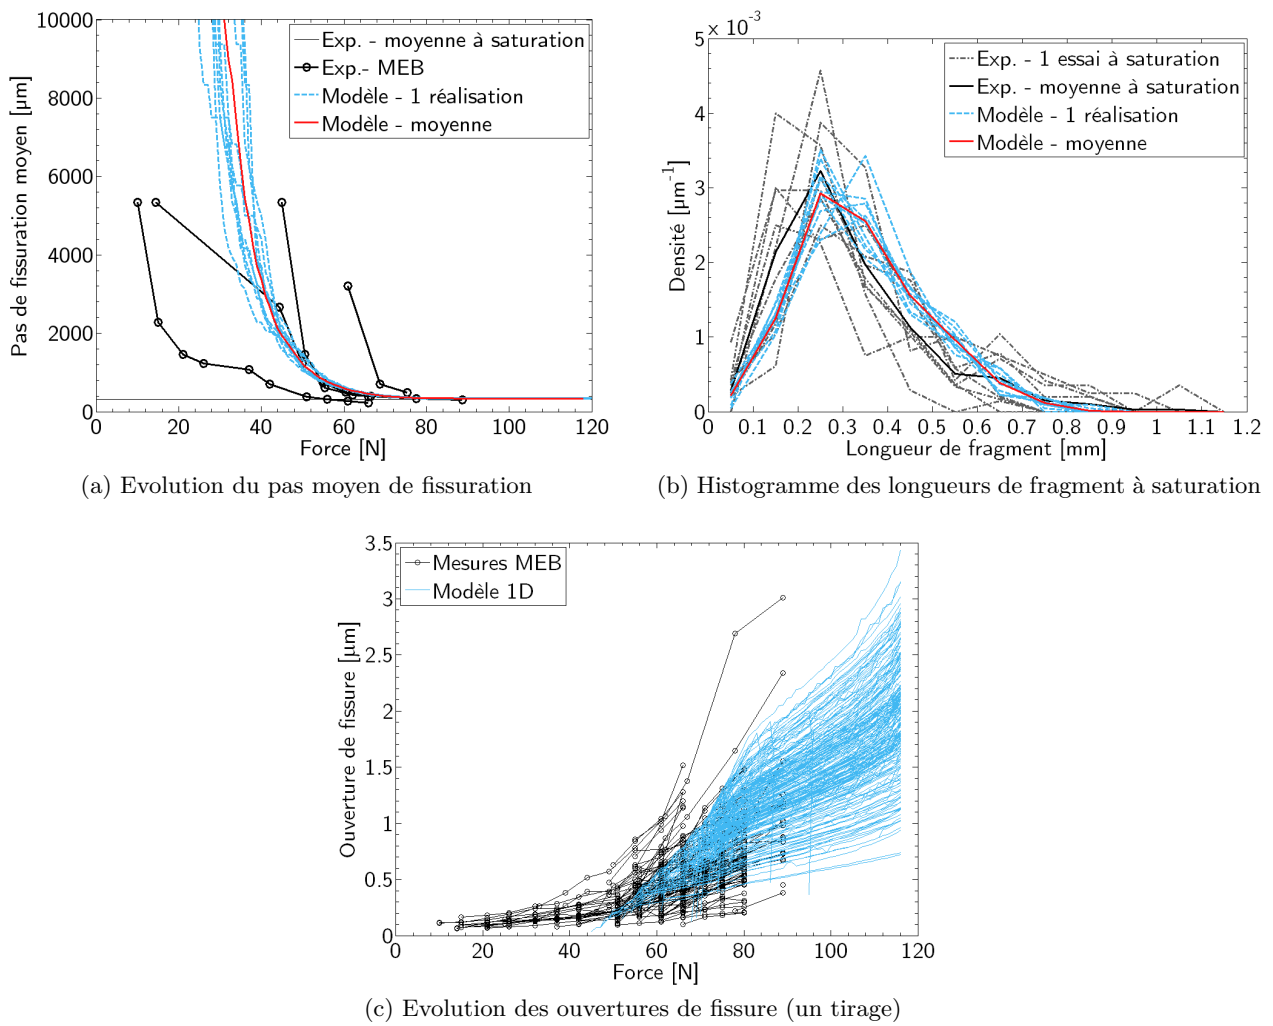 10000
8000
6000
4000
2000
0
Pas de fissuration moyen [µm]
0 20 40 60 80 100 120
Force [N]
Exp. - moyenne à saturation
Exp.- MEB
Modèle - 1 réalisation
Modèle - moyenne
(a) Evolution du pas moyen de fissuration
×10⁻³
5
4
3
2
1
0
Densité [µm⁻¹]
0 0.1 0.2 0.3 0.4 0.5 0.6 0.7 0.8 0.9 1 1.1 1.2
Longueur de fragment [mm]
Exp. - 1 essai à saturation
Exp. - moyenne à saturation
Modèle - 1 réalisation
Modèle - moyenne
(b) Histogramme des longueurs de fragment à saturation
3.5
3
2.5
2
1.5
1
0.5
0
Ouverture de fissure [µm]
0 20 40 60 80 100 120
Force [N]
Mesures MEB
Modèle 1D
(c) Evolution des ouvertures de fissure (un tirage)